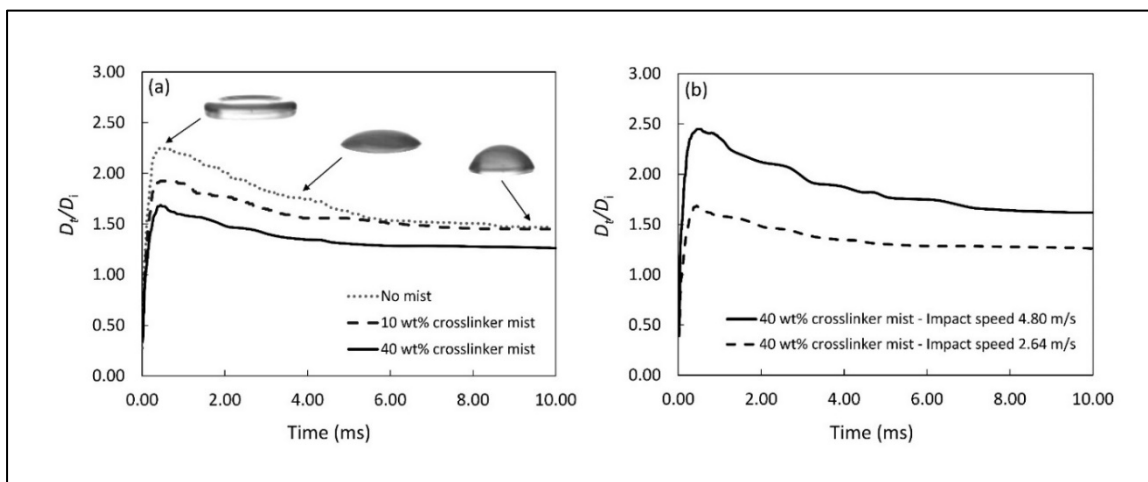 (a)
3.00
2.50
2.00
1.50
1.00
0.50
0.00
Dt/Di
No mist
10 wt% crosslinker mist
40 wt% crosslinker mist
0.00 2.00 4.00 6.00 8.00 10.00
Time (ms)
(b)
3.00
2.50
2.00
1.50
1.00
0.50
0.00
Dt/Di
40 wt% crosslinker mist - Impact speed 4.80 m/s
40 wt% crosslinker mist - Impact speed 2.64 m/s
0.00 2.00 4.00 6.00 8.00 10.00
Time (ms)